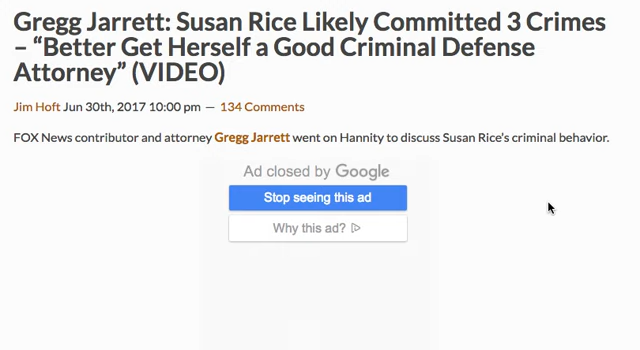 Gregg Jarrett: Susan Rice Likely Committed 3 Crimes
– “Better Get Herself a Good Criminal Defense
Attorney” (VIDEO)
Jim Hoft Jun 30th, 2017 10:00 pm — 134 Comments
FOX News contributor and attorney Gregg Jarrett went on Hannity to discuss Susan Rice's criminal behavior.
Ad closed by Google
Stop seeing this ad
Why this ad?